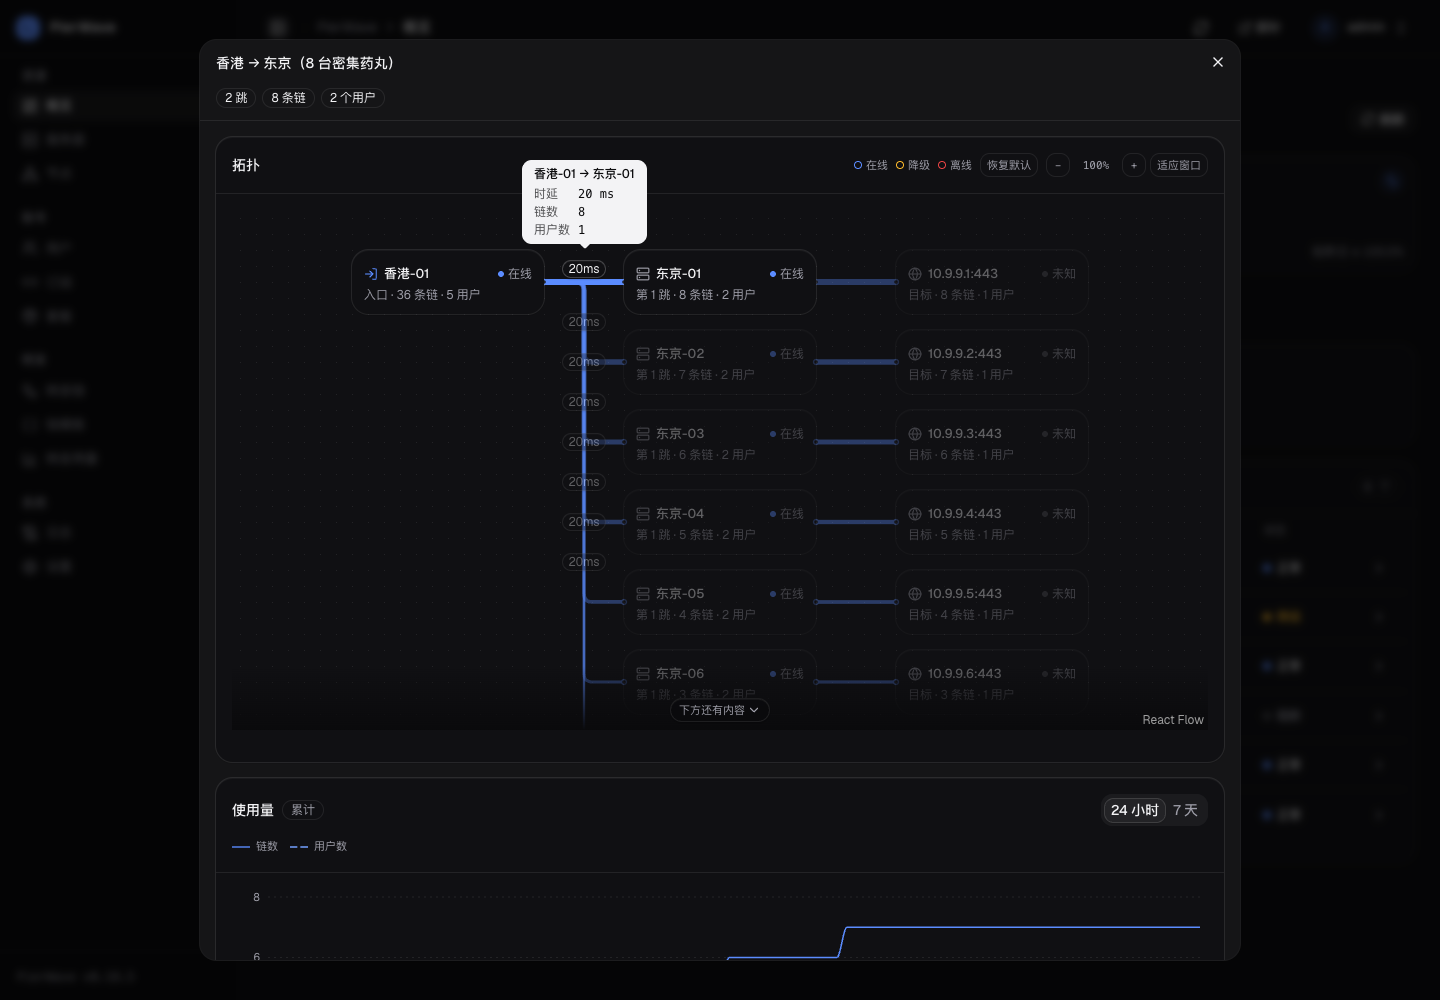 香港 → 东京（8 台密集药丸）
2 跳
8 条链
2 个用户
拓扑
在线
降级
离线
恢复默认
−
100%
+
适应窗口
香港-01 → 东京-01
时延 20 ms
链数 8
用户数 1
香港-01
在线
入口 · 36 条链 · 5 用户
20ms
东京-01
在线
第 1 跳 · 8 条链 · 2 用户
10.9.9.1:443
未知
目标 · 8 条链 · 1 用户
20ms
20ms
东京-02
在线
第 1 跳 · 7 条链 · 2 用户
10.9.9.2:443
未知
目标 · 7 条链 · 1 用户
20ms
20ms
东京-03
在线
第 1 跳 · 6 条链 · 2 用户
10.9.9.3:443
未知
目标 · 6 条链 · 1 用户
20ms
20ms
东京-04
在线
第 1 跳 · 5 条链 · 2 用户
10.9.9.4:443
未知
目标 · 5 条链 · 1 用户
20ms
东京-05
在线
第 1 跳 · 4 条链 · 2 用户
10.9.9.5:443
未知
目标 · 4 条链 · 1 用户
东京-06
在线
第 1 跳 · 3 条链 · 2 用户
10.9.9.6:443
未知
目标 · 3 条链 · 1 用户
下方还有内容
React Flow
使用量
累计
24 小时
7 天
链数
用户数
8
6